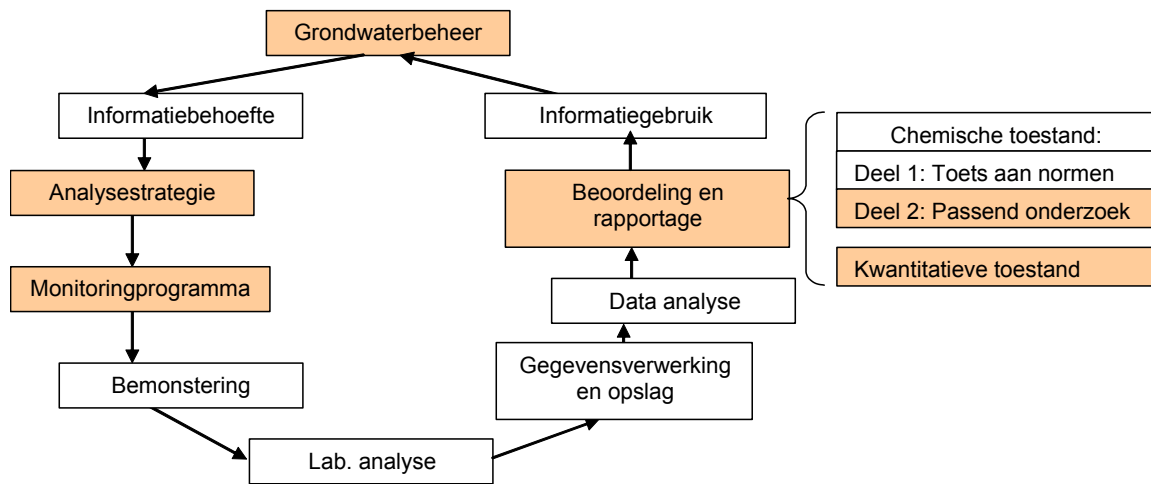 Grondwaterbeheer
Informatiebehoefte
Informatiegebruik
Analysestrategie
Beoordeling en
rapportage
Chemische toestand:
Deel 1: Toets aan normen
Deel 2: Passend onderzoek
Kwantitatieve toestand
Monitoringprogramma
Data analyse
Bemonstering
Gegevensverwerking
en opslag
Lab. analyse